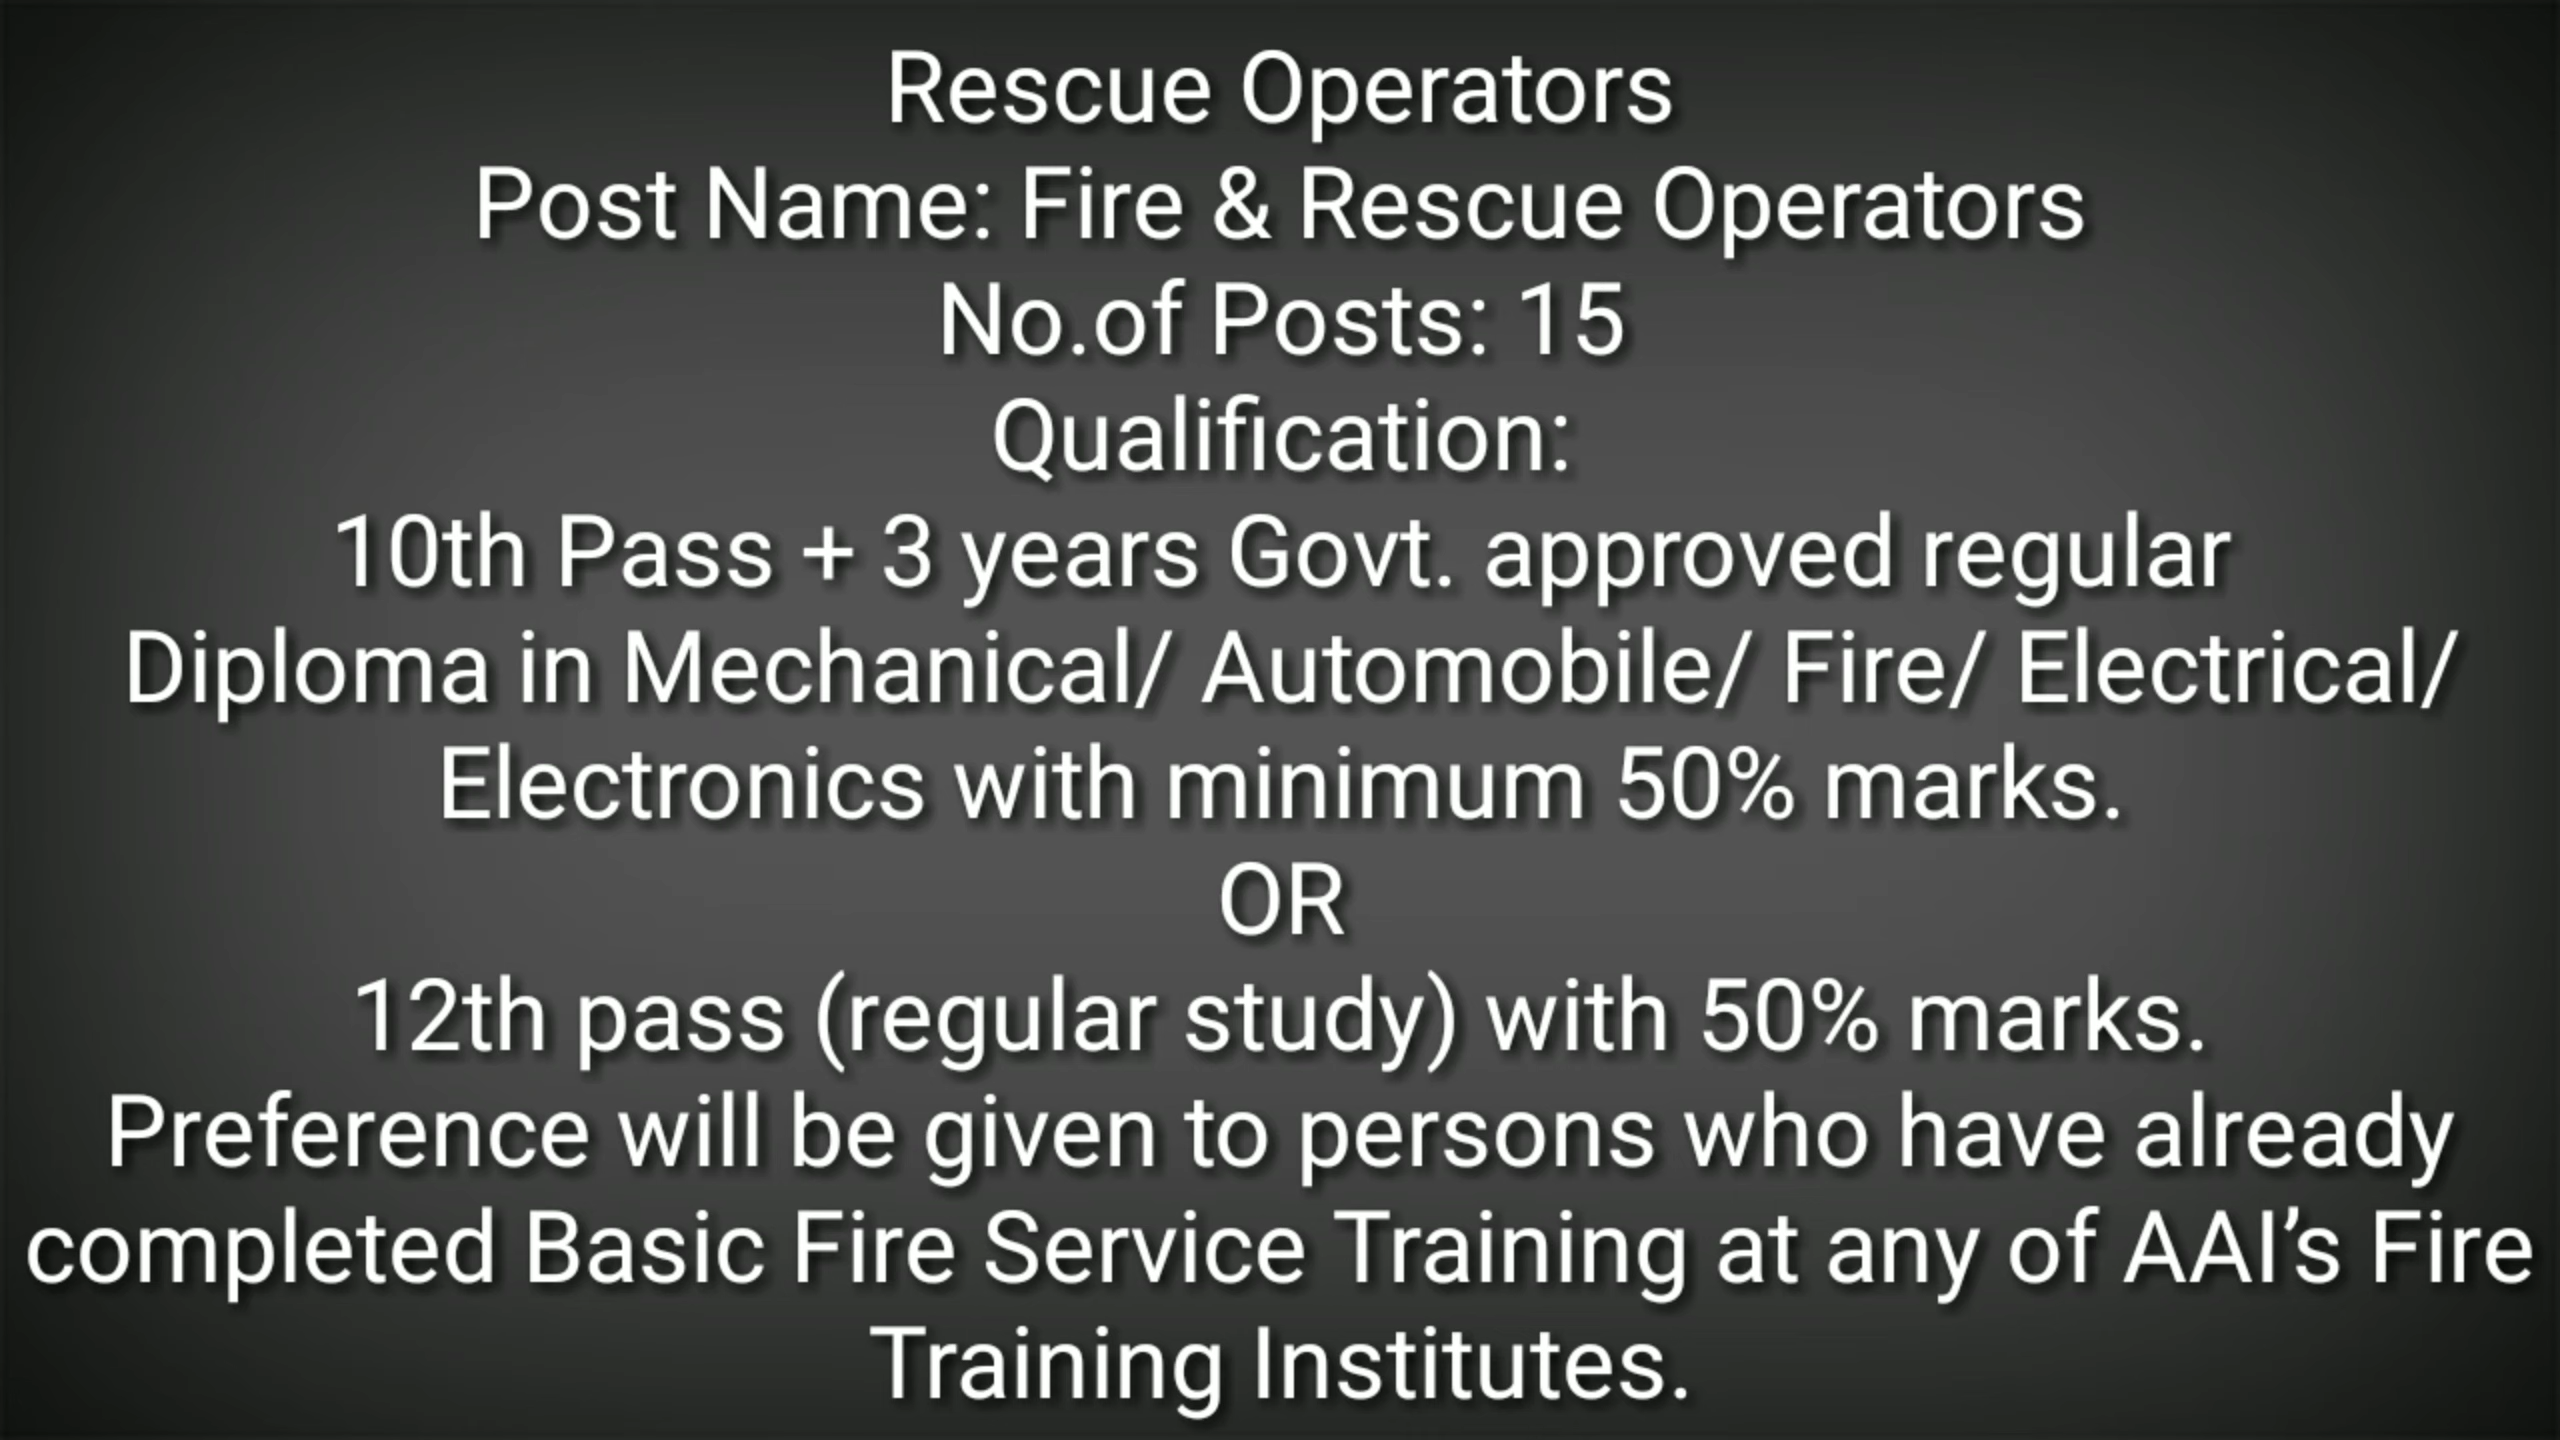 Rescue Operators
Post Name: Fire & Rescue Operators
No.of Posts: 15
Qualification:
10th Pass + 3 years Govt. approved regular
Diploma in Mechanical/ Automobile/ Fire/ Electrical/
Electronics with minimum 50% marks.
OR
12th pass (regular study) with 50% marks.
Preference will be given to persons who have already
completed Basic Fire Service Training at any of AAI’s Fire
Training Institutes.